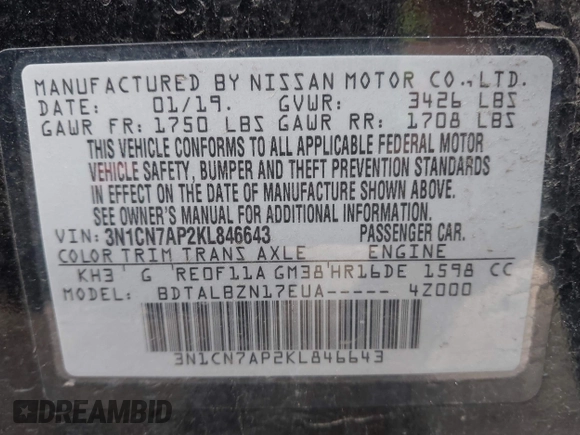 MANUFACTURED BY NISSAN MOTOR CO.,LTD.
DATE: 01/19. GVWR: 3426 LBS
GAWR FR: 1750 LBS GAWR RR: 1708 LBS
THIS VEHICLE CONFORMS TO ALL APPLICABLE FEDERAL MOTOR
VEHICLE SAFETY, BUMPER AND THEFT PREVENTION STANDARDS
IN EFFECT ON THE DATE OF MANUFACTURE SHOWN ABOVE.
SEE OWNER'S MANUAL FOR ADDITIONAL INFORMATION.
VIN: 3N1CN7AP2KL846643 PASSENGER CAR.
COLOR TRIM TRANS AXLE ENGINE
KH3 G RE0F11A GM38 HR16DE 1598 CC
MODEL: BDTALBZN17EUA----- 4Z000
3N1CN7AP2KL846643
DREAMBID